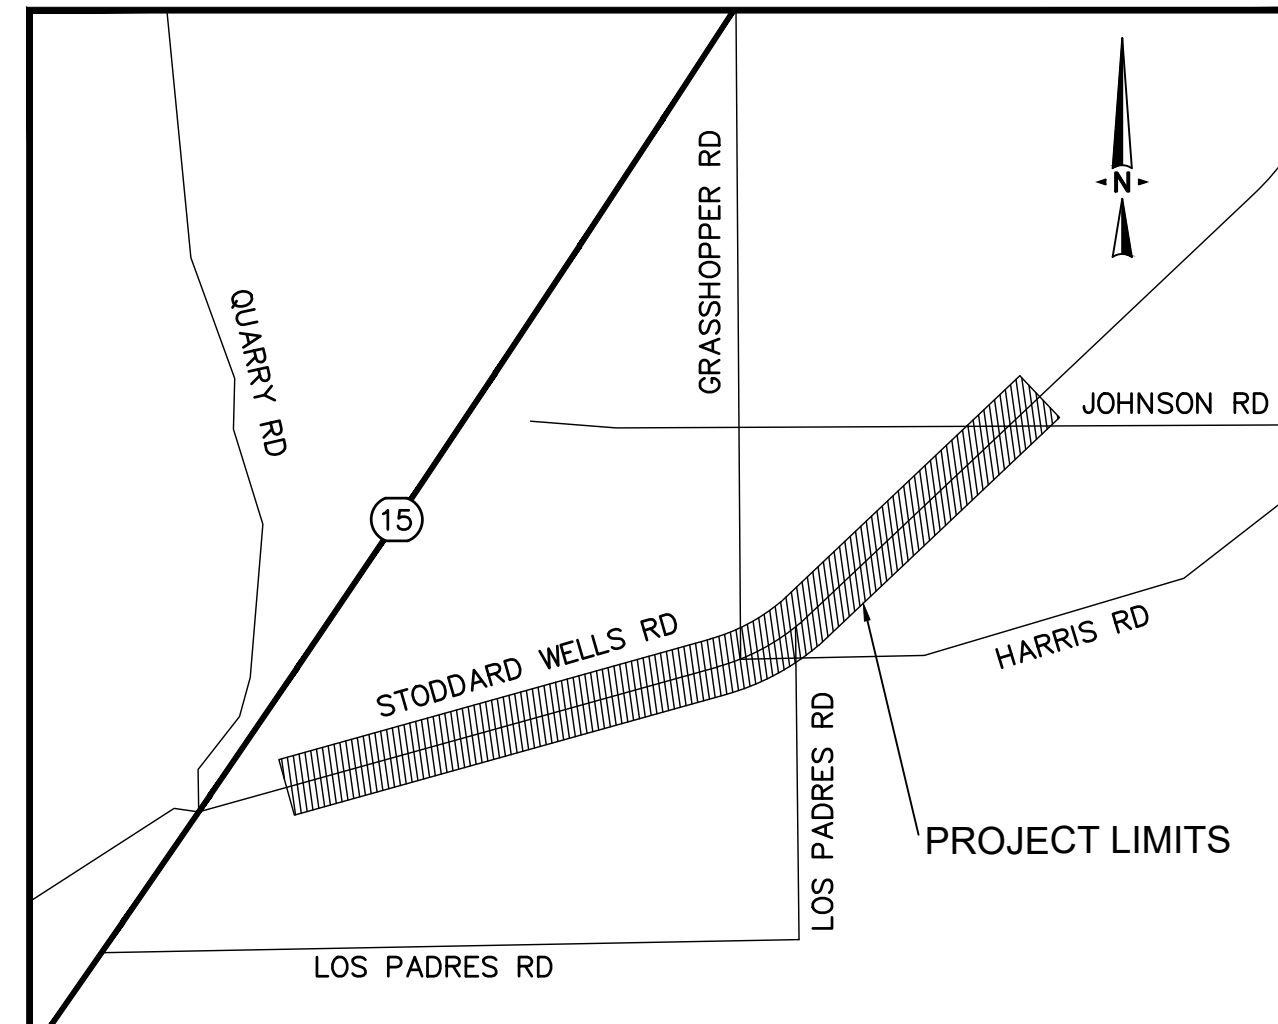 GRASSHOPPER RD
N
QUARRY RD
JOHNSON RD
15
STODDARD WELLS RD
HARRIS RD
LOS PADRES RD
PROJECT LIMITS
LOS PADRES RD